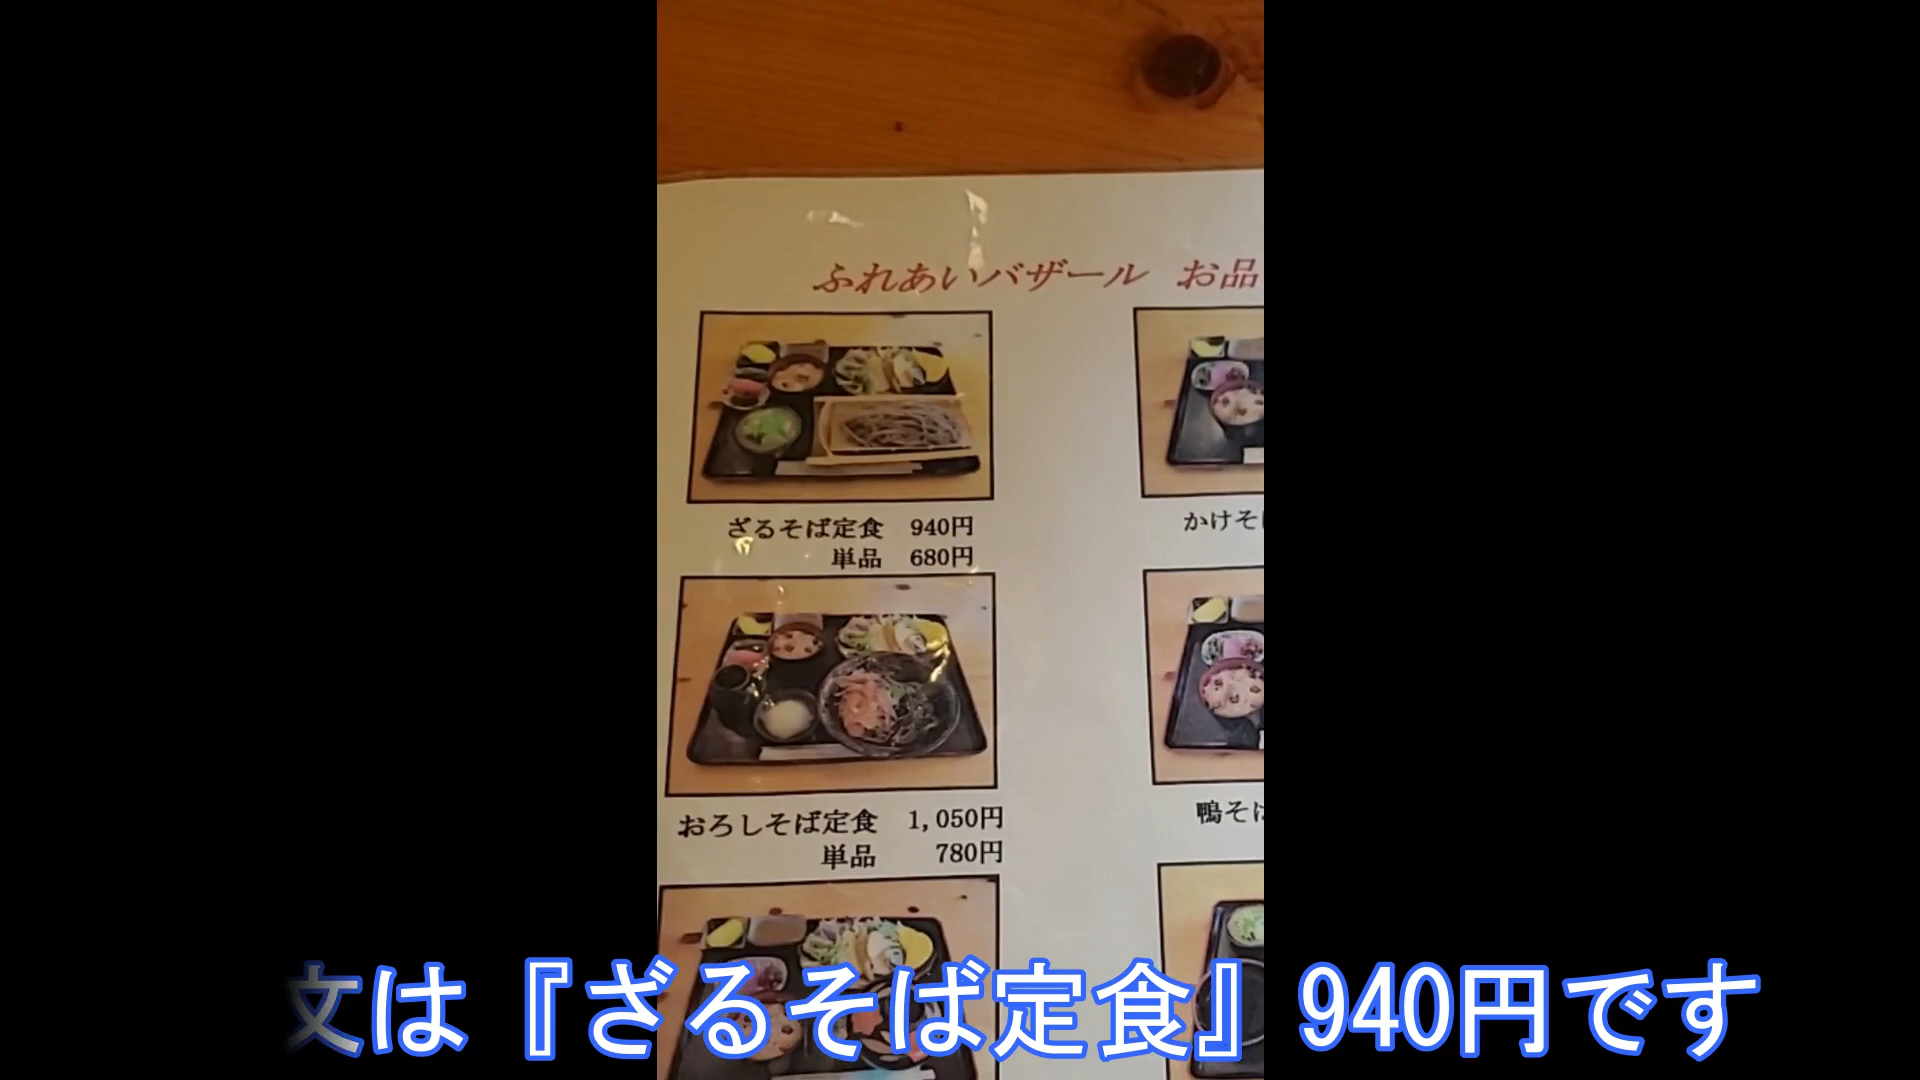 ふれあいバザール お品
ざるそば定食 940円
単品 680円
かけそ
おろしそば定食 1,050円
単品 780円
鴨そ
文は『ざるそば定食』940円です